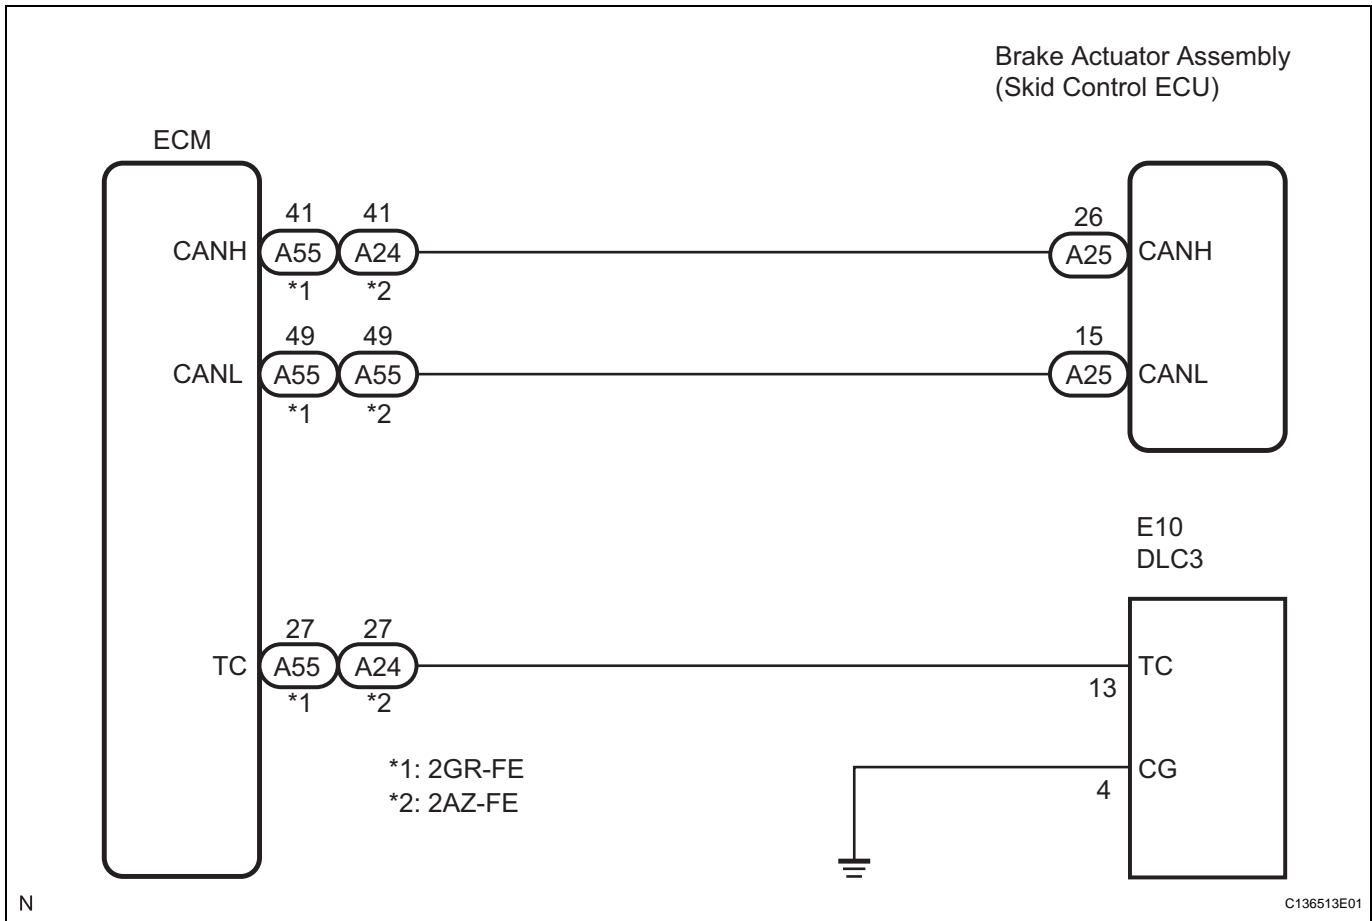 Brake Actuator Assembly
(Skid Control ECU)
ECM
41 41 26
CANH A55 A24 A25 CANH
*1 *2
49 49 15
CANL A55 A55 A25 CANL
*1 *2
E10
DLC3
27 27
TC A55 A24 TC
*1 *2 13
*1: 2GR-FE
*2: 2AZ-FE
CG
4
N
C136513E01